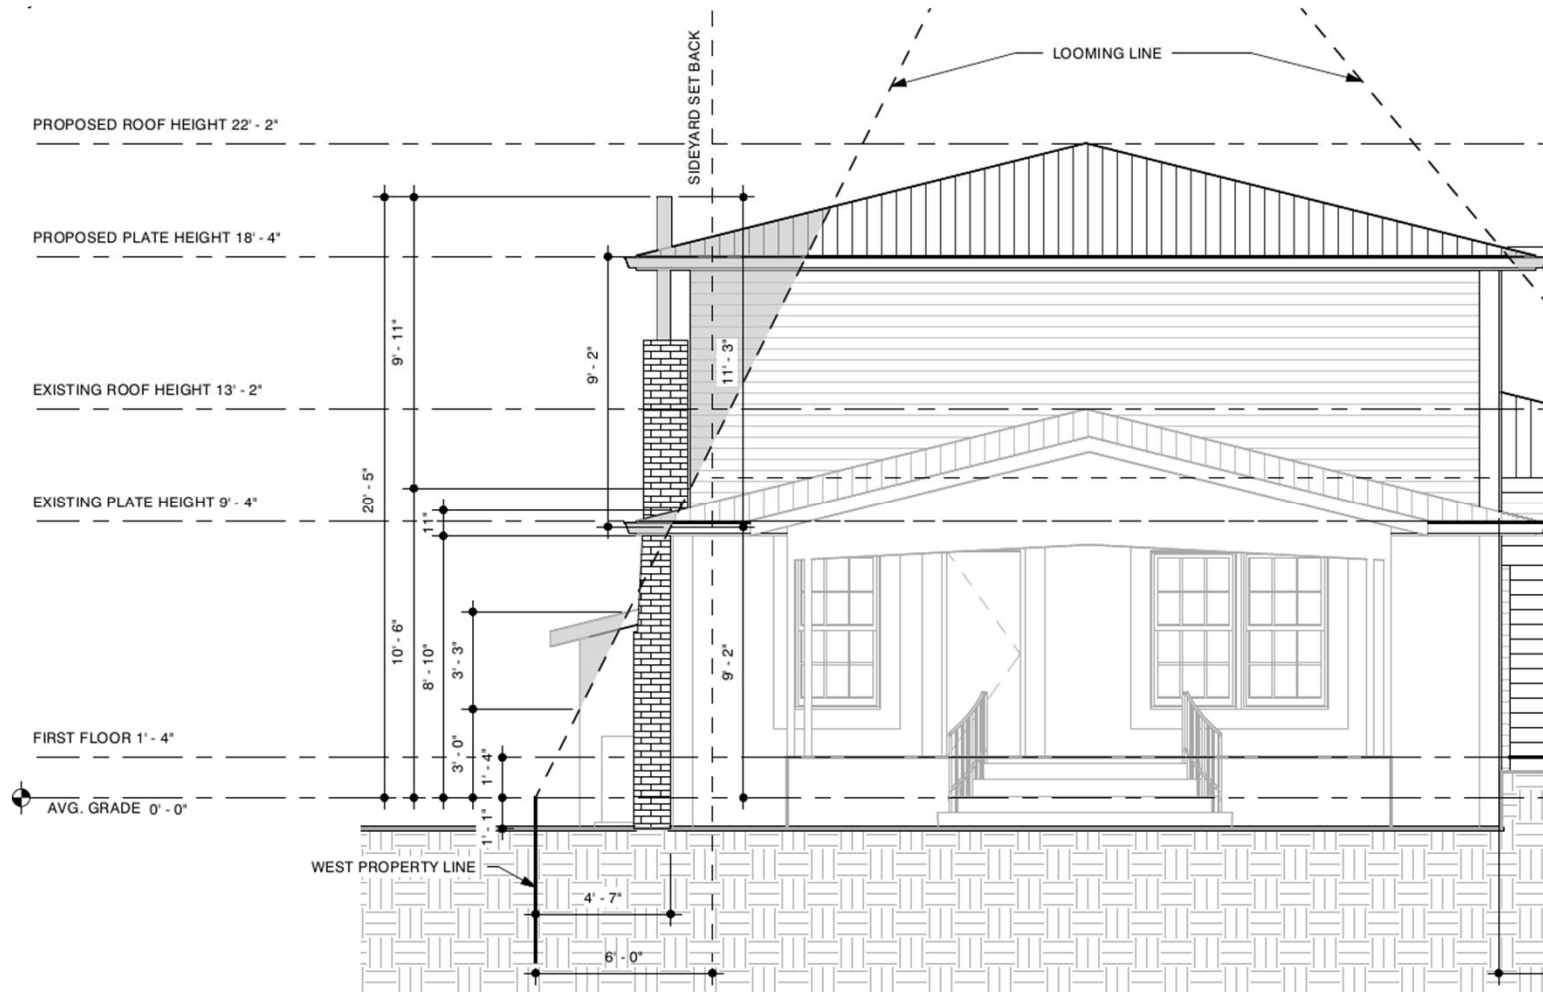 SIDEYARD SET BACK
LOOMING LINE
PROPOSED ROOF HEIGHT 22' - 2"
PROPOSED PLATE HEIGHT 18' - 4"
9' - 11"
9' - 2"
11' - 3"
EXISTING ROOF HEIGHT 13' - 2"
20' - 5"
EXISTING PLATE HEIGHT 9' - 4"
11"
10' - 6"
8' - 10"
3' - 3"
9' - 2"
FIRST FLOOR 1' - 4"
3' - 0"
1' - 4"
AVG. GRADE 0' - 0"
1' - 1"
WEST PROPERTY LINE
4' - 7"
6' - 0"